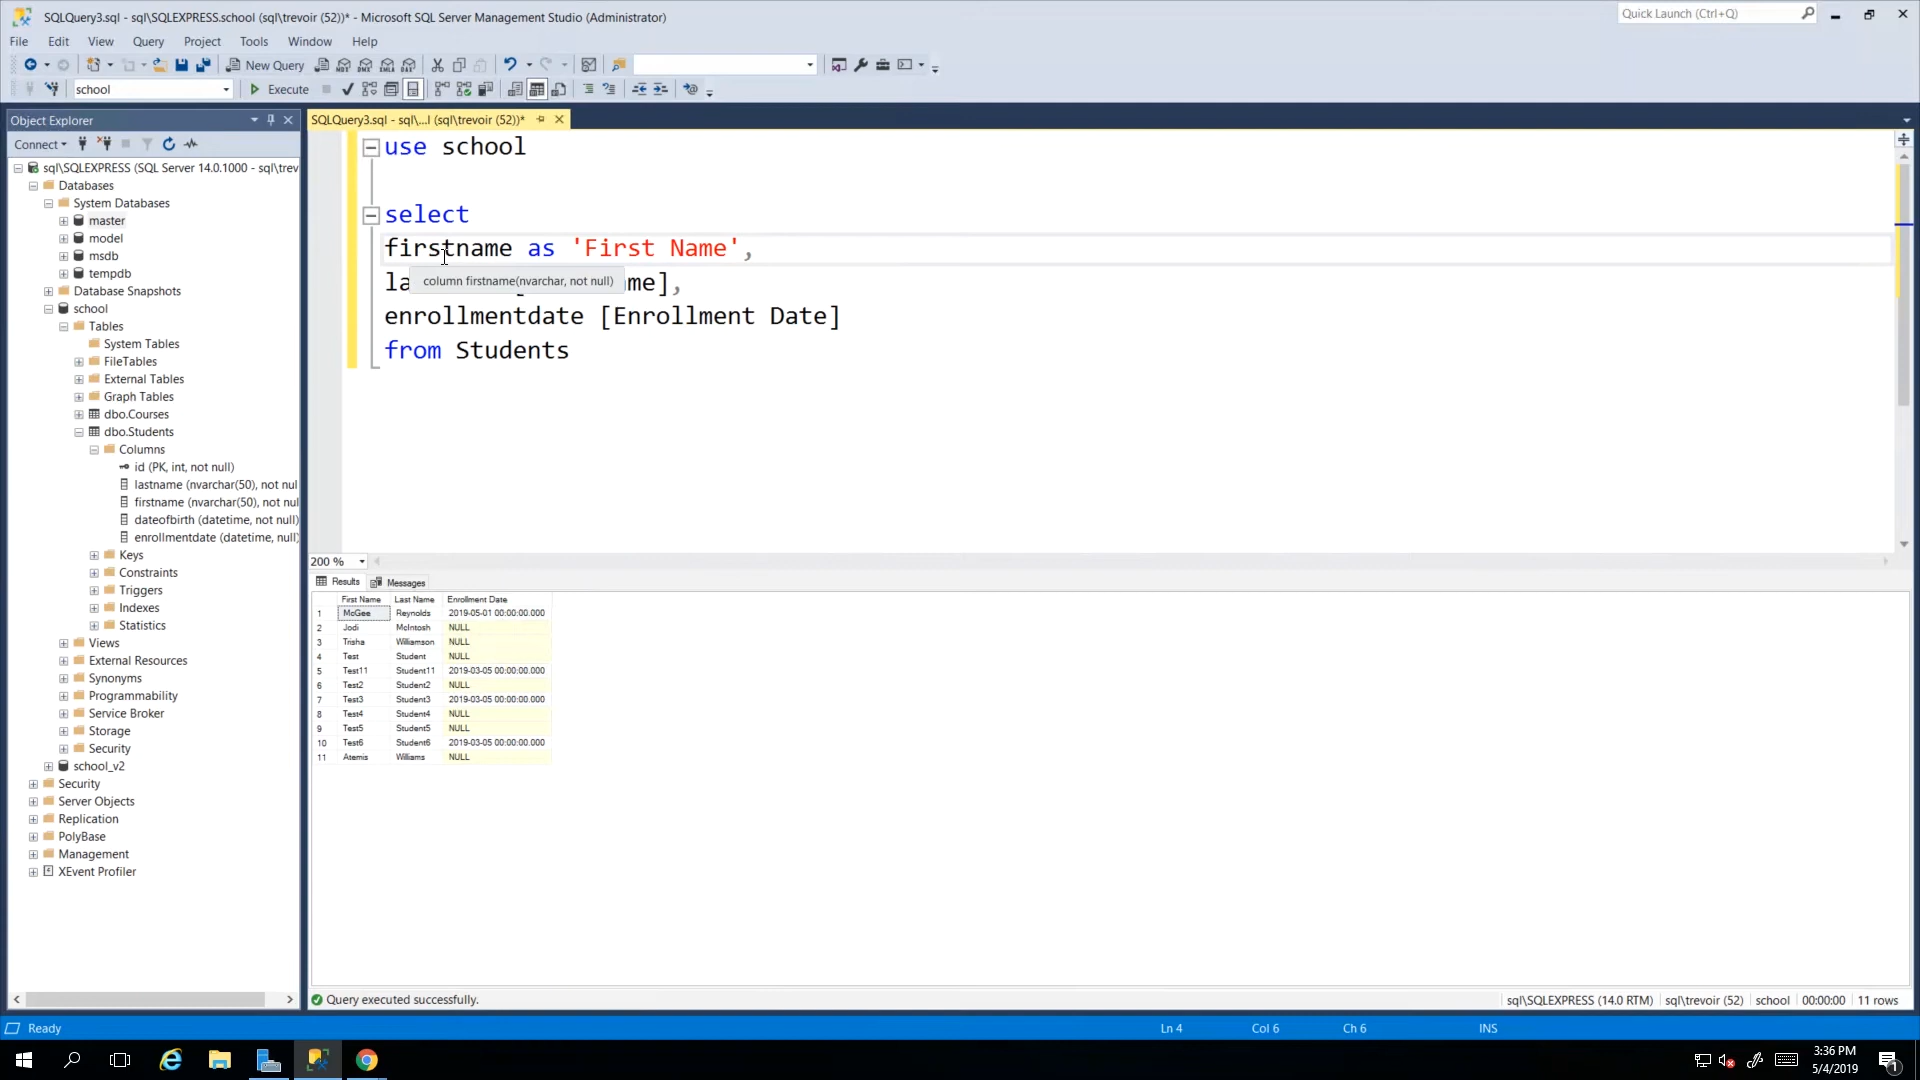 SQLQuery3.sql - sql\SQLEXPRESS.school (sql\trevoir (52))* - Microsoft SQL Server Management Studio (Administrator)
Quick Launch (Ctrl+Q)
File Edit View Query Project Tools Window Help
New Query
school
Execute
Object Explorer
Connect
sql\SQLEXPRESS (SQL Server 14.0.1000 - sql\trev
Databases
System Databases
master
model
msdb
tempdb
Database Snapshots
school
Tables
System Tables
FileTables
External Tables
Graph Tables
dbo.Courses
dbo.Students
Columns
id (PK, int, not null)
lastname (nvarchar(50), not nul
firstname (nvarchar(50), not nul
dateofbirth (datetime, not null)
enrollmentdate (datetime, null)
Keys
Constraints
Triggers
Indexes
Statistics
Views
External Resources
Synonyms
Programmability
Service Broker
Storage
Security
school_v2
Security
Server Objects
Replication
PolyBase
Management
XEvent Profiler
SQLQuery3.sql - sql\...l (sql\trevoir (52))*
use school
select
firstname as 'First Name',
la
column firstname(nvarchar, not null)
me],
enrollmentdate [Enrollment Date]
from Students
200 %
Results Messages
First Name Last Name Enrollment Date
1 McGee Reynolds 2019-05-01 00:00:00.000
2 Jodi McIntosh NULL
3 Trisha Williamson NULL
4 Test Student NULL
5 Test11 Student11 2019-03-05 00:00:00.000
6 Test2 Student2 NULL
7 Test3 Student3 2019-03-05 00:00:00.000
8 Test4 Student4 NULL
9 Test5 Student5 NULL
10 Test6 Student6 2019-03-05 00:00:00.000
11 Atemis Williams NULL
Query executed successfully.
sql\SQLEXPRESS (14.0 RTM) sql\trevoir (52) school 00:00:00 11 rows
Ready
Ln 4 Col 6 Ch 6 INS
3:36 PM
5/4/2019
1